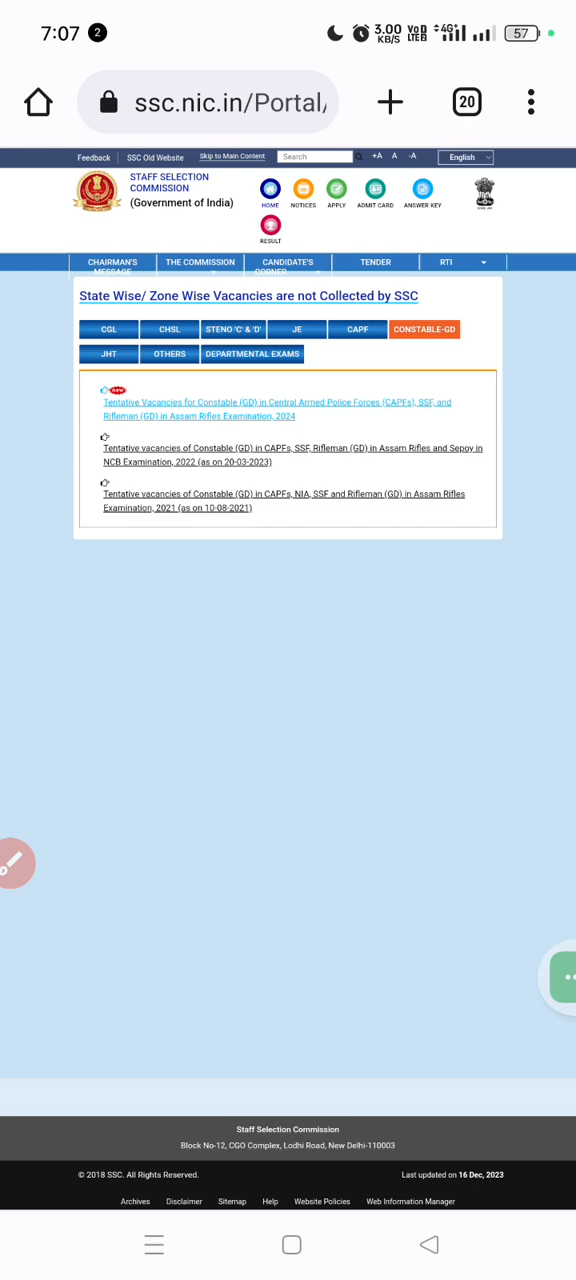 7:07 2 3.00 KB/S VoD LTE2 4G+ 57
ssc.nic.in/Portal/ 20
Feedback SSC Old Website Skip to Main Content Search +A A -A English
STAFF SELECTION
COMMISSION
(Government of India)
HOME NOTICES APPLY ADMIT CARD ANSWER KEY
RESULT
CHAIRMAN'S MESSAGE THE COMMISSION CANDIDATE'S CORNER TENDER RTI
State Wise/ Zone Wise Vacancies are not Collected by SSC
CGL CHSL STENO 'C' & 'D' JE CAPF CONSTABLE-GD
JHT OTHERS DEPARTMENTAL EXAMS
new
Tentative Vacancies for Constable (GD) in Central Armed Police Forces (CAPFs), SSF, and
Rifleman (GD) in Assam Rifles Examination, 2024
Tentative vacancies of Constable (GD) in CAPFs, SSF, Rifleman (GD) in Assam Rifles and Sepoy in
NCB Examination, 2022 (as on 20-03-2023)
Tentative vacancies of Constable (GD) in CAPFs, NIA, SSF and Rifleman (GD) in Assam Rifles
Examination, 2021 (as on 10-08-2021)
Staff Selection Commission
Block No-12, CGO Complex, Lodhi Road, New Delhi-110003
© 2018 SSC. All Rights Reserved. Last updated on 16 Dec, 2023
Archives Disclaimer Sitemap Help Website Policies Web Information Manager